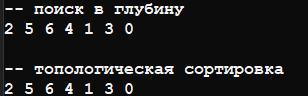 -- поиск в глубину
2 5 6 4 1 3 0
-- топологическая сортировка
2 5 6 4 1 3 0